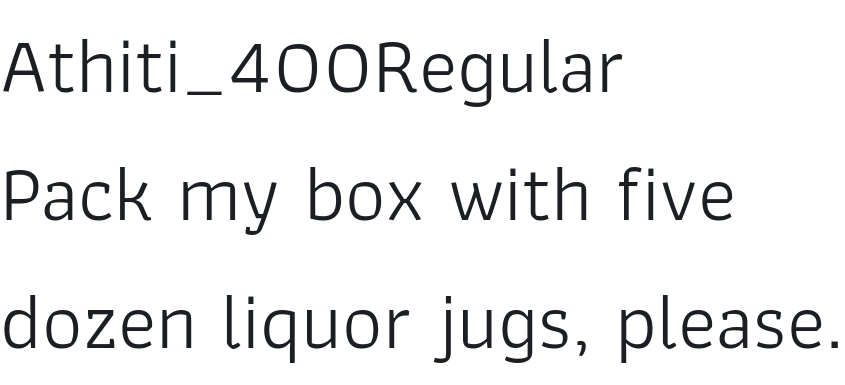 Athiti_400Regular
Pack my box with five
dozen liquor jugs, please.